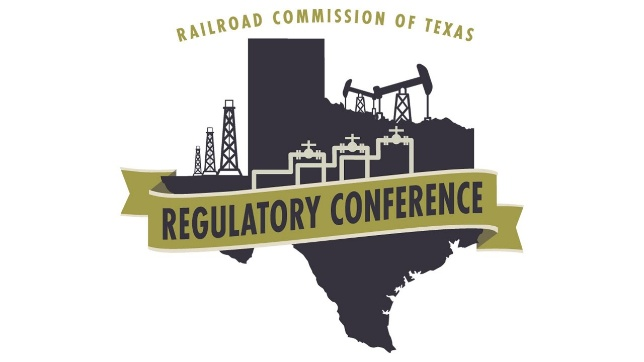 RAILROAD COMMISSION OF TEXAS
REGULATORY CONFERENCE